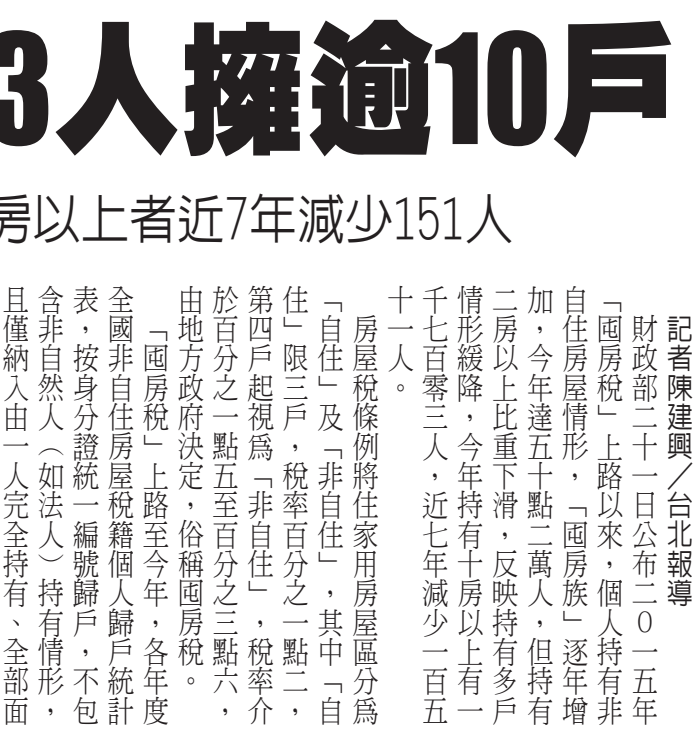 3人擁逾10戶
房以上者近7年減少151人
記者陳建興／台北報導
財政部二十一日公布二０一五年
「囤房稅」上路以來，個人持有非
自住房屋情形，「囤房族」逐年增
加，今年達五十點二萬人，但持有
二房以上比重下滑，反映持有多戶
情形緩降，今年持有十房以上有一
千七百零三人，近七年減少一百五
十一人。
房屋稅條例將住家用房屋區分為
「自住」及「非自住」，其中「自
住」限三戶，稅率百分之一點二，
第四戶起視為「非自住」，稅率介
於百分之一點五至百分之三點六，
由地方政府決定，俗稱囤房稅。
「囤房稅」上路至今年，各年度
全國非自住房屋稅籍個人歸戶統計
表，按身分證統一編號歸戶，不包
含非自然人（如法人）持有情形，
且僅納入由一人完全持有、全部面